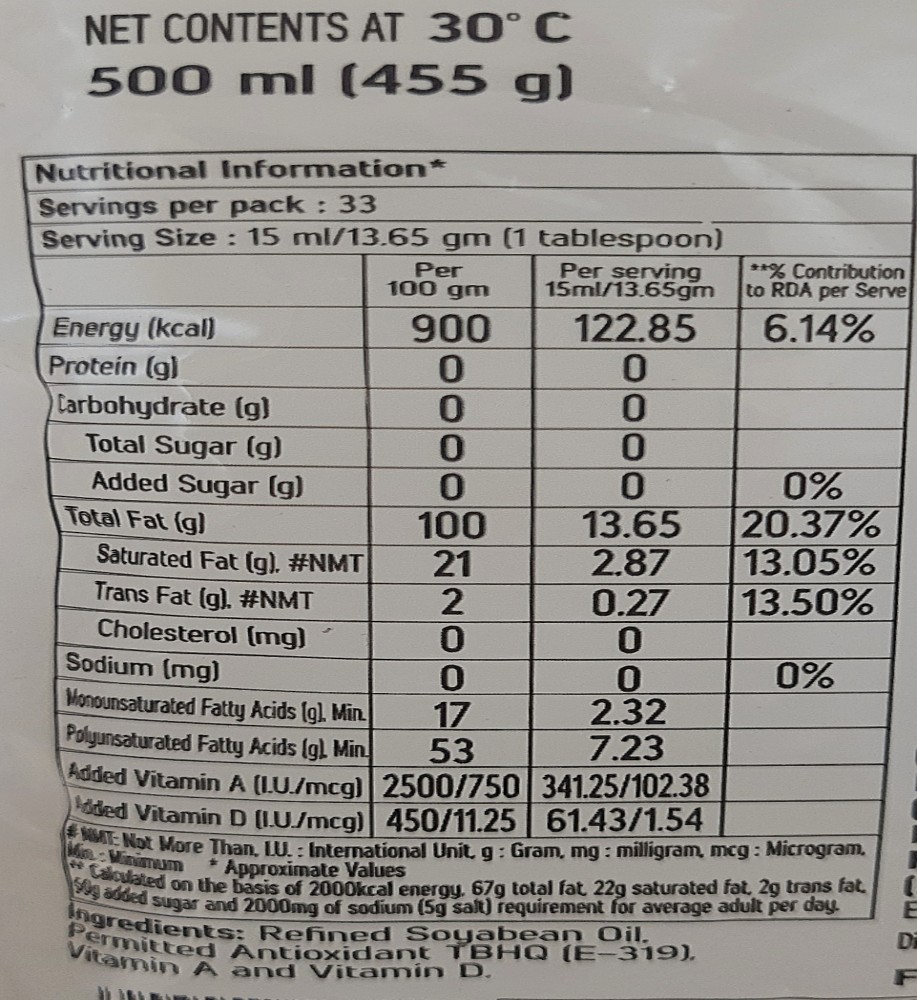 NET CONTENTS AT 30° C
500 ml (455 g)
Nutritional Information*
Servings per pack : 33
Serving Size : 15 ml/13.65 gm (1 tablespoon)
Per 100 gm Per serving 15ml/13.65gm **% Contribution to RDA per Serve
Energy (kcal) 900 122.85 6.14%
Protein (g) 0 0
Carbohydrate (g) 0 0
Total Sugar (g) 0 0
Added Sugar (g) 0 0 0%
Total Fat (g) 100 13.65 20.37%
Saturated Fat (g), #NMT 21 2.87 13.05%
Trans Fat (g), #NMT 2 0.27 13.50%
Cholesterol (mg) 0 0
Sodium (mg) 0 0 0%
Monounsaturated Fatty Acids (g), Min. 17 2.32
Polyunsaturated Fatty Acids (g), Min. 53 7.23
Added Vitamin A (I.U./mcg) 2500/750 341.25/102.38
Added Vitamin D (I.U./mcg) 450/11.25 61.43/1.54
# NMT: Not More Than, I.U. : International Unit, g : Gram, mg : milligram, mcg : Microgram,
Min. : Minimum * Approximate Values
** Calculated on the basis of 2000kcal energy, 67g total fat, 22g saturated fat, 2g trans fat,
50g added sugar and 2000mg of sodium (5g salt) requirement for average adult per day.
Ingredients: Refined Soyabean Oil,
Permitted Antioxidant TBHQ (E-319),
Vitamin A and Vitamin D.